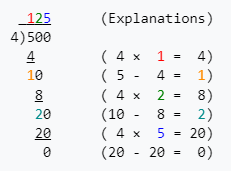 125 (Explanations)
4)500
4 ( 4 × 1 = 4)
10 ( 5 - 4 = 1)
8 ( 4 × 2 = 8)
20 (10 - 8 = 2)
20 ( 4 × 5 = 20)
0 (20 - 20 = 0)